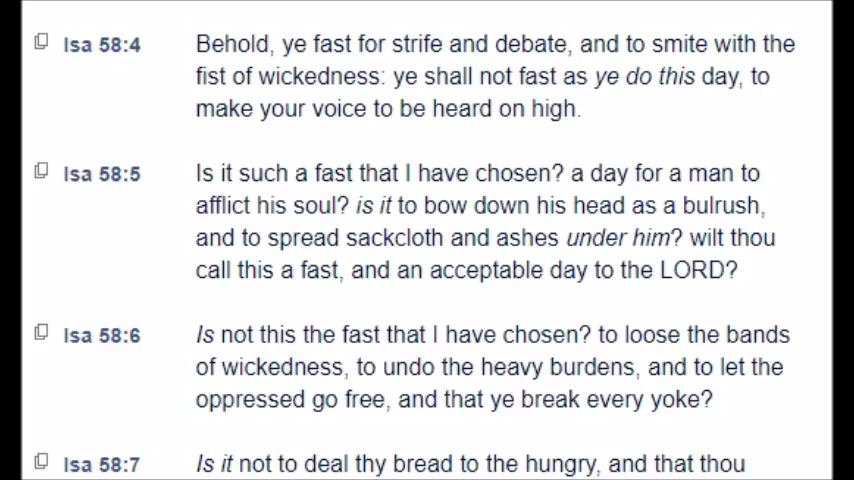 Isa 58:4 Behold, ye fast for strife and debate, and to smite with the
fist of wickedness: ye shall not fast as ye do this day, to
make your voice to be heard on high.
Isa 58:5 Is it such a fast that I have chosen? a day for a man to
afflict his soul? is it to bow down his head as a bulrush,
and to spread sackcloth and ashes under him? wilt thou
call this a fast, and an acceptable day to the LORD?
Isa 58:6 Is not this the fast that I have chosen? to loose the bands
of wickedness, to undo the heavy burdens, and to let the
oppressed go free, and that ye break every yoke?
Isa 58:7 Is it not to deal thy bread to the hungry, and that thou